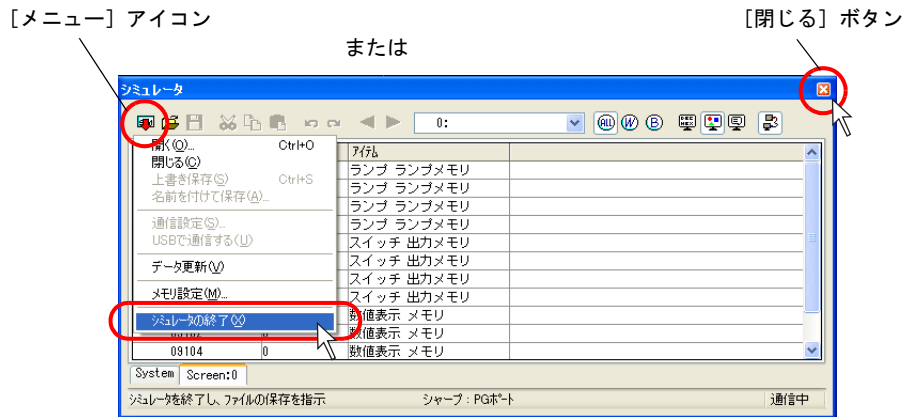 ［メニュー］アイコン
［閉じる］ボタン
または
シミュレータ
0:
ALL W B
開く(O)... Ctrl+O
閉じる(C)
上書き保存(S) Ctrl+S
名前を付けて保存(A)...
通信設定(S)...
USBで通信する(U)
データ更新(V)
メモリ設定(M)...
シミュレータの終了(X)
アイテム
ランプ ランプメモリ
ランプ ランプメモリ
ランプ ランプメモリ
ランプ ランプメモリ
スイッチ 出力メモリ
スイッチ 出力メモリ
スイッチ 出力メモリ
スイッチ 出力メモリ
数値表示 メモリ
数値表示 メモリ
09104 0 数値表示 メモリ
System Screen:0
シミュレータを終了し、ファイルの保存を指示 シャープ：PGポート 通信中